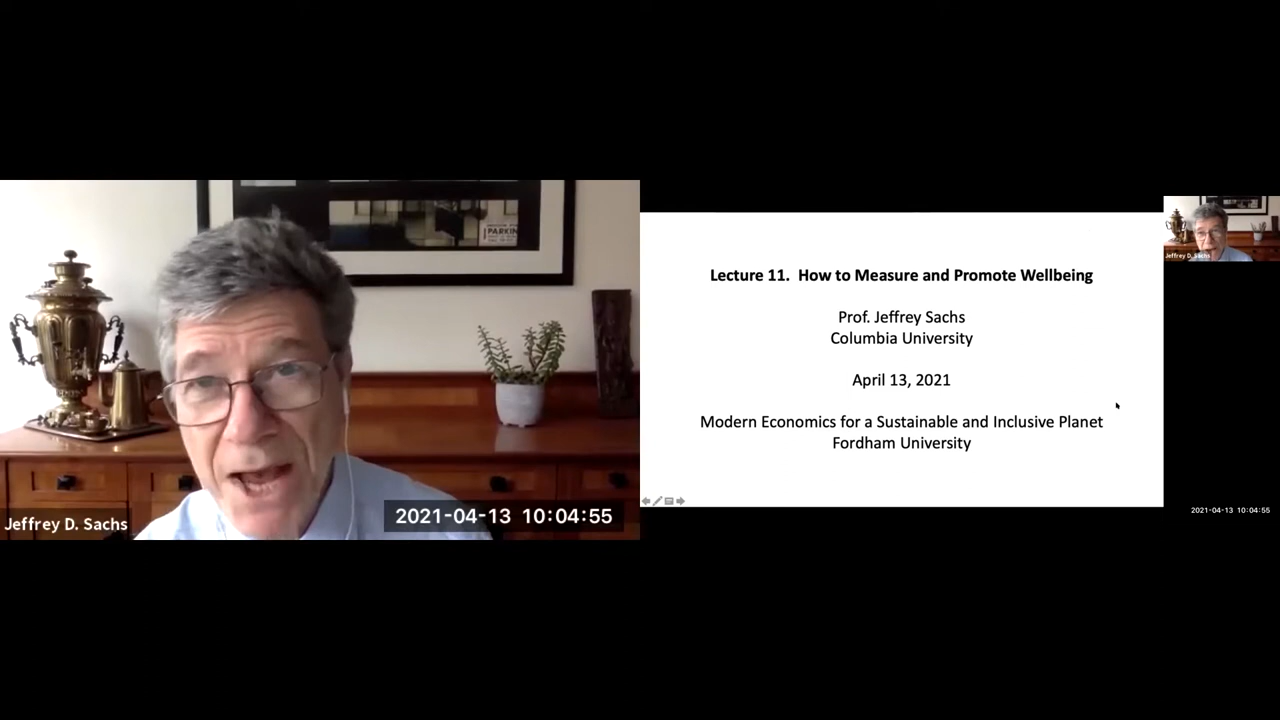 PARKIN
Jeffrey D. Sachs
2021-04-13 10:04:55
Lecture 11. How to Measure and Promote Wellbeing
Prof. Jeffrey Sachs
Columbia University
April 13, 2021
Modern Economics for a Sustainable and Inclusive Planet
Fordham University
Jeffrey D. Sachs
2021-04-13 10:04:55